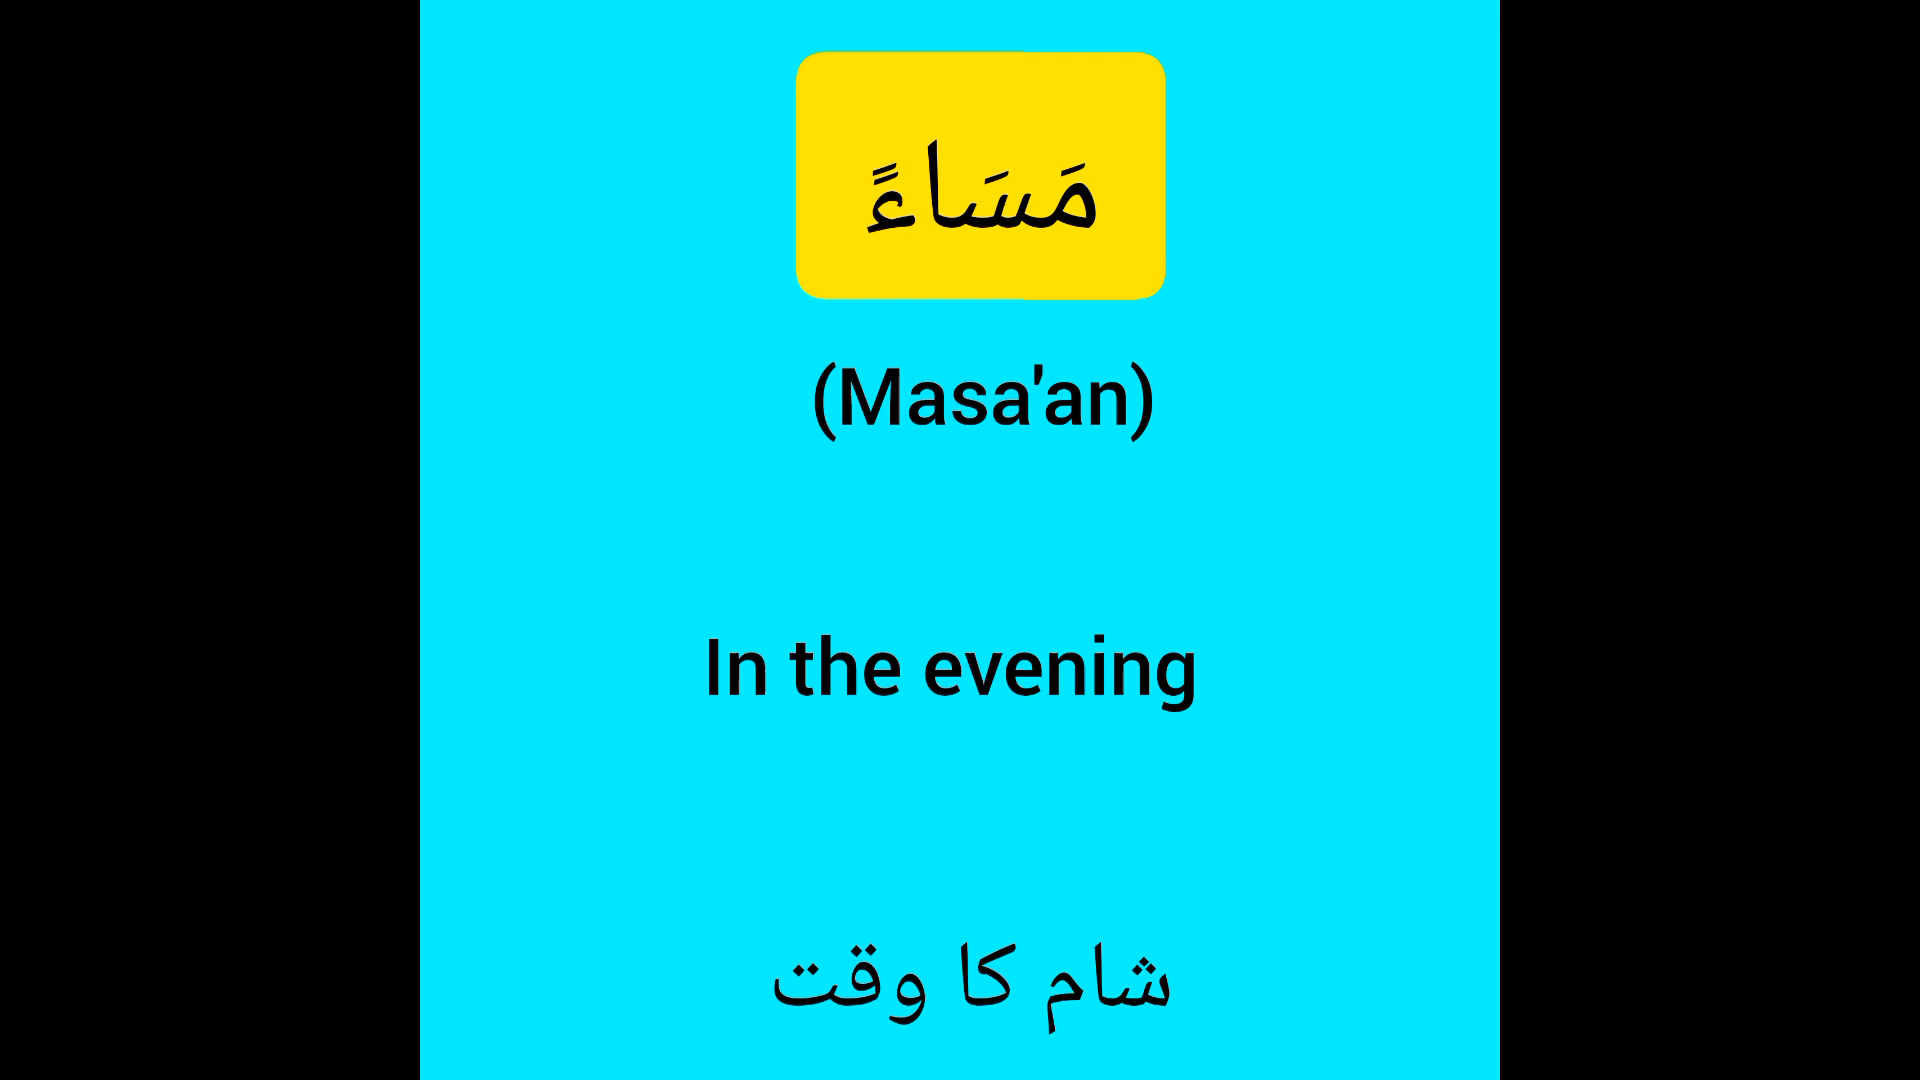 مَسَاءً
(Masa'an)
In the evening
شام کا وقت